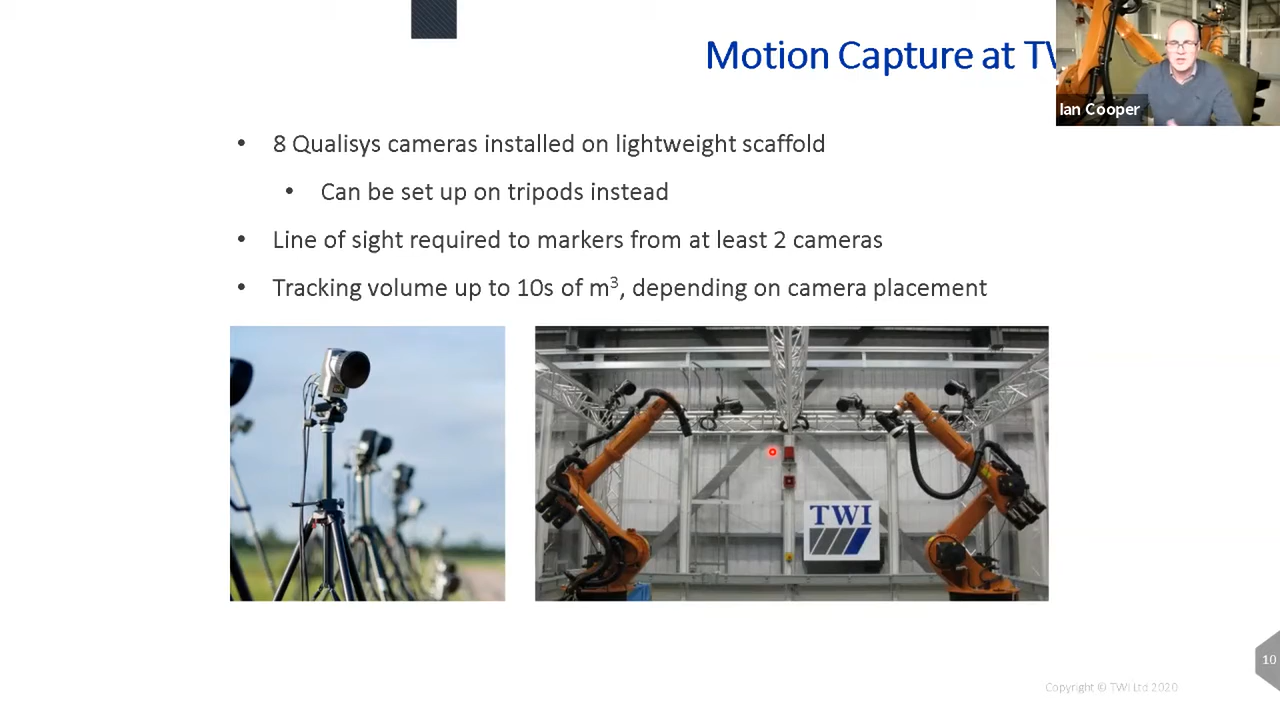 Motion Capture at TW
Ian Cooper
• 8 Qualisys cameras installed on lightweight scaffold
• Can be set up on tripods instead
• Line of sight required to markers from at least 2 cameras
• Tracking volume up to 10s of m³, depending on camera placement
TWI
10
Copyright © TWI Ltd 2020